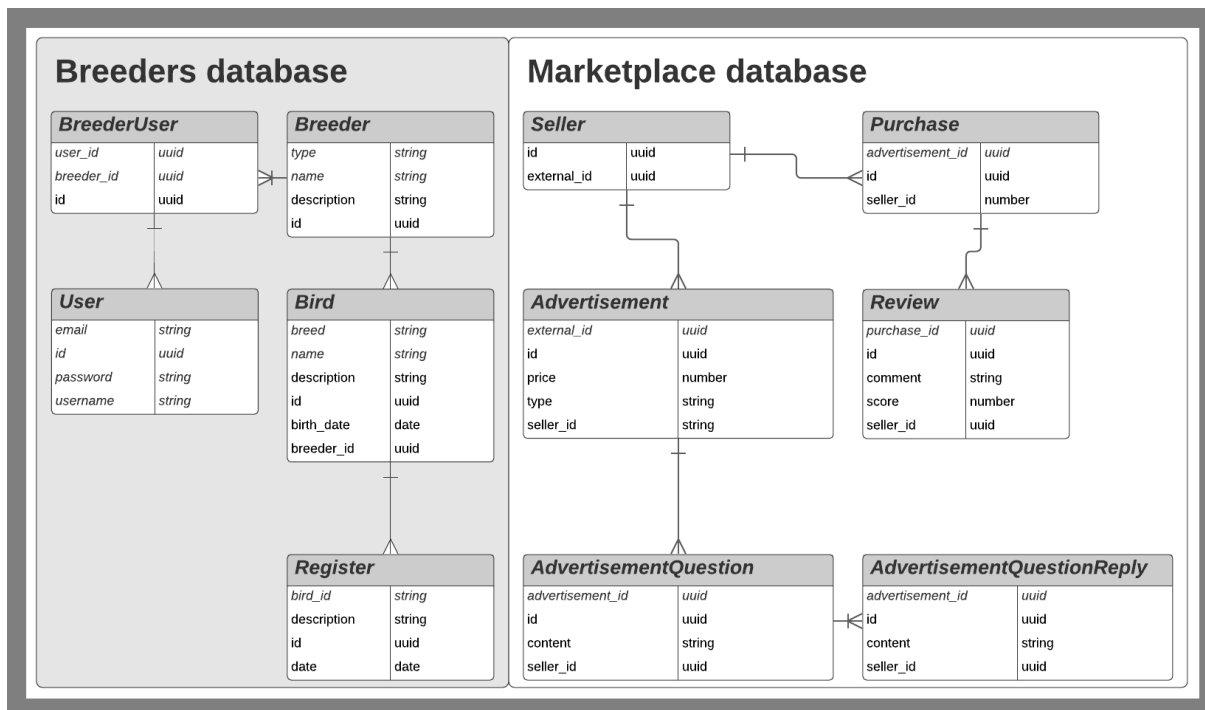 Breeders database
BreederUser
user_id uuid
breeder_id uuid
id uuid
Breeder
type string
name string
description string
id uuid
User
email string
id uuid
password string
username string
Bird
breed string
name string
description string
id uuid
birth_date date
breeder_id uuid
Register
bird_id string
description string
id uuid
date date
Marketplace database
Seller
id uuid
external_id uuid
Purchase
advertisement_id uuid
id uuid
seller_id number
Advertisement
external_id uuid
id uuid
price number
type string
seller_id string
Review
purchase_id uuid
id uuid
comment string
score number
seller_id uuid
AdvertisementQuestion
advertisement_id uuid
id uuid
content string
seller_id uuid
AdvertisementQuestionReply
advertisement_id uuid
id uuid
content string
seller_id uuid